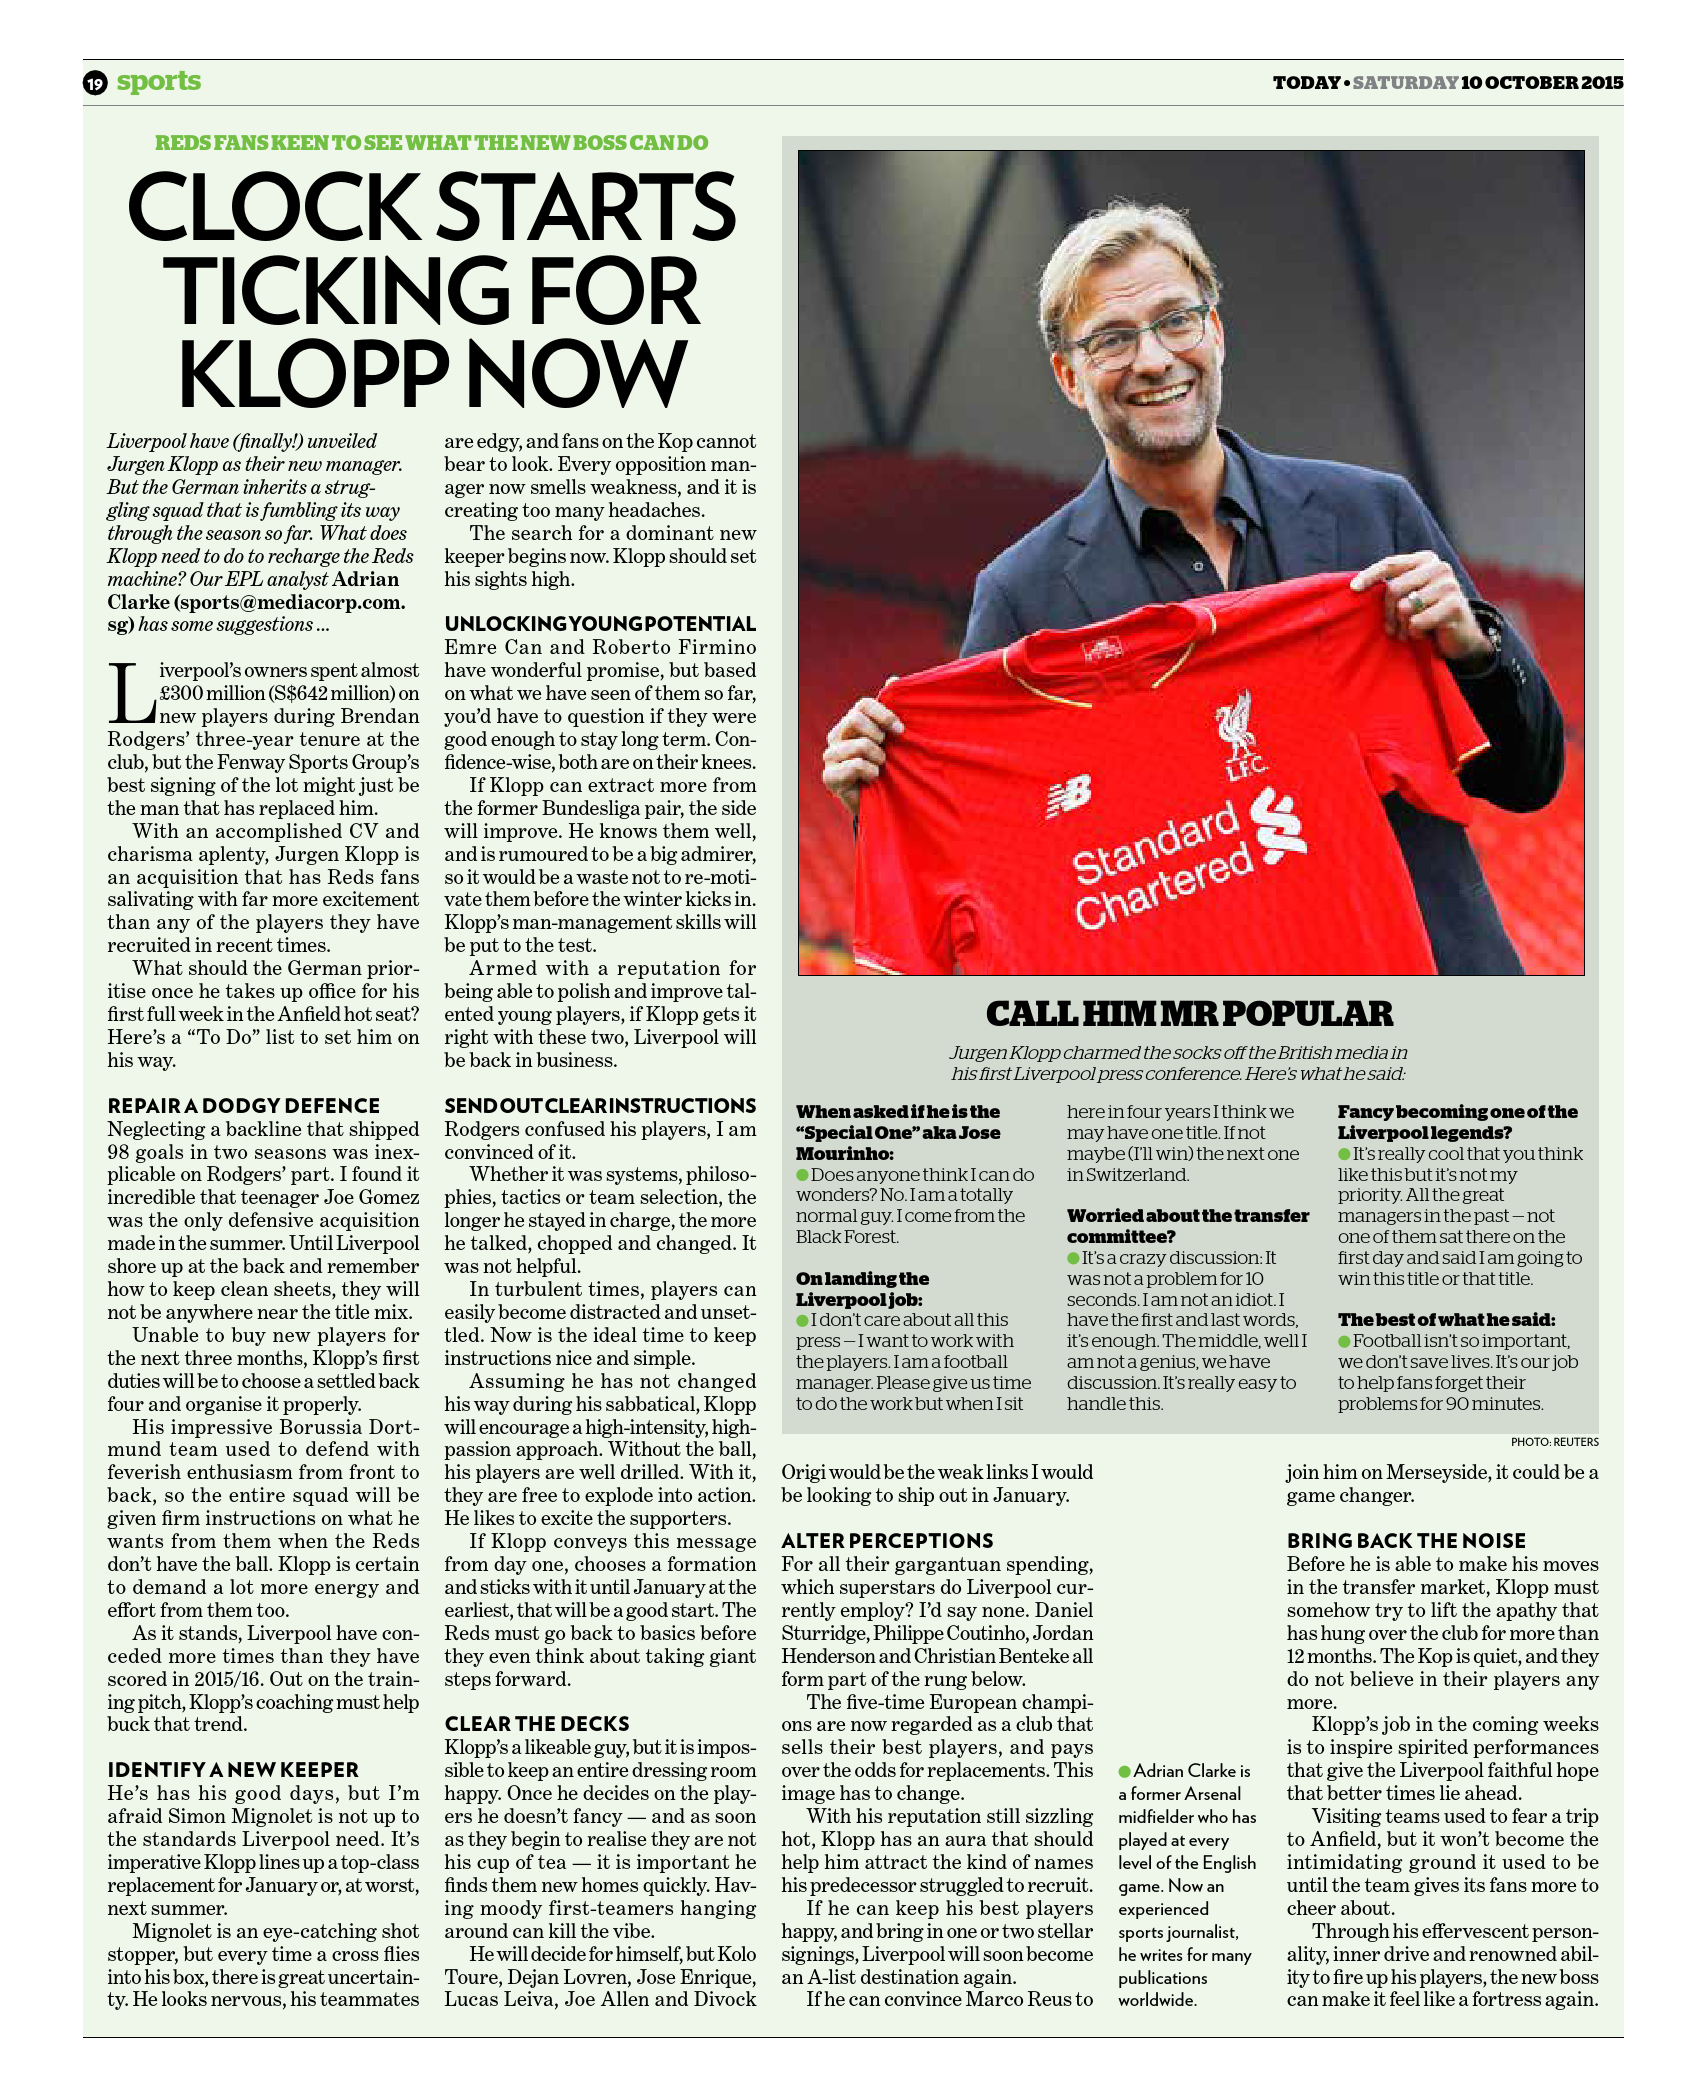 19 sports
TODAY • SATURDAY 10 OCTOBER 2015
REDS FANS KEEN TO SEE WHAT THE NEW BOSS CAN DO
CLOCK STARTS
TICKING FOR
KLOPP NOW
Liverpool have (finally!) unveiled
Jurgen Klopp as their new manager.
But the German inherits a strug-
gling squad that is fumbling its way
through the season so far. What does
Klopp need to do to recharge the Reds
machine? Our EPL analyst Adrian
Clarke (sports@mediacorp.com.
sg) has some suggestions ...
Liverpool's owners spent almost
£300 million (S$642 million) on
new players during Brendan
Rodgers' three-year tenure at the
club, but the Fenway Sports Group's
best signing of the lot might just be
the man that has replaced him.
With an accomplished CV and
charisma aplenty, Jurgen Klopp is
an acquisition that has Reds fans
salivating with far more excitement
than any of the players they have
recruited in recent times.
What should the German prior-
itise once he takes up office for his
first full week in the Anfield hot seat?
Here's a “To Do” list to set him on
his way.
REPAIR A DODGY DEFENCE
Neglecting a backline that shipped
98 goals in two seasons was inex-
plicable on Rodgers' part. I found it
incredible that teenager Joe Gomez
was the only defensive acquisition
made in the summer. Until Liverpool
shore up at the back and remember
how to keep clean sheets, they will
not be anywhere near the title mix.
Unable to buy new players for
the next three months, Klopp's first
duties will be to choose a settled back
four and organise it properly.
His impressive Borussia Dort-
mund team used to defend with
feverish enthusiasm from front to
back, so the entire squad will be
given firm instructions on what he
wants from them when the Reds
don't have the ball. Klopp is certain
to demand a lot more energy and
effort from them too.
As it stands, Liverpool have con-
ceded more times than they have
scored in 2015/16. Out on the train-
ing pitch, Klopp's coaching must help
buck that trend.
IDENTIFY A NEW KEEPER
He's has his good days, but I'm
afraid Simon Mignolet is not up to
the standards Liverpool need. It's
imperative Klopp lines up a top-class
replacement for January or, at worst,
next summer.
Mignolet is an eye-catching shot
stopper, but every time a cross flies
into his box, there is great uncertain-
ty. He looks nervous, his teammates
are edgy, and fans on the Kop cannot
bear to look. Every opposition man-
ager now smells weakness, and it is
creating too many headaches.
The search for a dominant new
keeper begins now. Klopp should set
his sights high.
UNLOCKING YOUNG POTENTIAL
Emre Can and Roberto Firmino
have wonderful promise, but based
on what we have seen of them so far,
you'd have to question if they were
good enough to stay long term. Con-
fidence-wise, both are on their knees.
If Klopp can extract more from
the former Bundesliga pair, the side
will improve. He knows them well,
and is rumoured to be a big admirer,
so it would be a waste not to re-moti-
vate them before the winter kicks in.
Klopp's man-management skills will
be put to the test.
Armed with a reputation for
being able to polish and improve tal-
ented young players, if Klopp gets it
right with these two, Liverpool will
be back in business.
SEND OUT CLEAR INSTRUCTIONS
Rodgers confused his players, I am
convinced of it.
Whether it was systems, philoso-
phies, tactics or team selection, the
longer he stayed in charge, the more
he talked, chopped and changed. It
was not helpful.
In turbulent times, players can
easily become distracted and unset-
tled. Now is the ideal time to keep
instructions nice and simple.
Assuming he has not changed
his way during his sabbatical, Klopp
will encourage a high-intensity, high-
passion approach. Without the ball,
his players are well drilled. With it,
they are free to explode into action.
He likes to excite the supporters.
If Klopp conveys this message
from day one, chooses a formation
and sticks with it until January at the
earliest, that will be a good start. The
Reds must go back to basics before
they even think about taking giant
steps forward.
CLEAR THE DECKS
Klopp's a likeable guy, but it is impos-
sible to keep an entire dressing room
happy. Once he decides on the play-
ers he doesn't fancy — and as soon
as they begin to realise they are not
his cup of tea — it is important he
finds them new homes quickly. Hav-
ing moody first-teamers hanging
around can kill the vibe.
He will decide for himself, but Kolo
Toure, Dejan Lovren, Jose Enrique,
Lucas Leiva, Joe Allen and Divock
L.F.C.
NB
Standard
Chartered
CALL HIM MR POPULAR
Jurgen Klopp charmed the socks off the British media in
his first Liverpool press conference. Here's what he said:
When asked if he is the
“Special One” aka Jose
Mourinho:
● Does anyone think I can do
wonders? No. I am a totally
normal guy. I come from the
Black Forest.
On landing the
Liverpool job:
● I don't care about all this
press — I want to work with
the players. I am a football
manager. Please give us time
to do the work but when I sit
here in four years I think we
may have one title. If not
maybe (I'll win) the next one
in Switzerland.
Worried about the transfer
committee?
● It's a crazy discussion: It
was not a problem for 10
seconds. I am not an idiot. I
have the first and last words,
it's enough. The middle, well I
am not a genius, we have
discussion. It's really easy to
handle this.
Fancy becoming one of the
Liverpool legends?
● It's really cool that you think
like this but it's not my
priority. All the great
managers in the past — not
one of them sat there on the
first day and said I am going to
win this title or that title.
The best of what he said:
● Football isn't so important,
we don't save lives. It's our job
to help fans forget their
problems for 90 minutes.
PHOTO: REUTERS
Origi would be the weak links I would
be looking to ship out in January.
ALTER PERCEPTIONS
For all their gargantuan spending,
which superstars do Liverpool cur-
rently employ? I'd say none. Daniel
Sturridge, Philippe Coutinho, Jordan
Henderson and Christian Benteke all
form part of the rung below.
The five-time European champi-
ons are now regarded as a club that
sells their best players, and pays
over the odds for replacements. This
image has to change.
With his reputation still sizzling
hot, Klopp has an aura that should
help him attract the kind of names
his predecessor struggled to recruit.
If he can keep his best players
happy, and bring in one or two stellar
signings, Liverpool will soon become
an A-list destination again.
If he can convince Marco Reus to
join him on Merseyside, it could be a
game changer.
BRING BACK THE NOISE
Before he is able to make his moves
in the transfer market, Klopp must
somehow try to lift the apathy that
has hung over the club for more than
12 months. The Kop is quiet, and they
do not believe in their players any
more.
Klopp's job in the coming weeks
is to inspire spirited performances
that give the Liverpool faithful hope
that better times lie ahead.
Visiting teams used to fear a trip
to Anfield, but it won't become the
intimidating ground it used to be
until the team gives its fans more to
cheer about.
Through his effervescent person-
ality, inner drive and renowned abil-
ity to fire up his players, the new boss
can make it feel like a fortress again.
● Adrian Clarke is
a former Arsenal
midfielder who has
played at every
level of the English
game. Now an
experienced
sports journalist,
he writes for many
publications
worldwide.